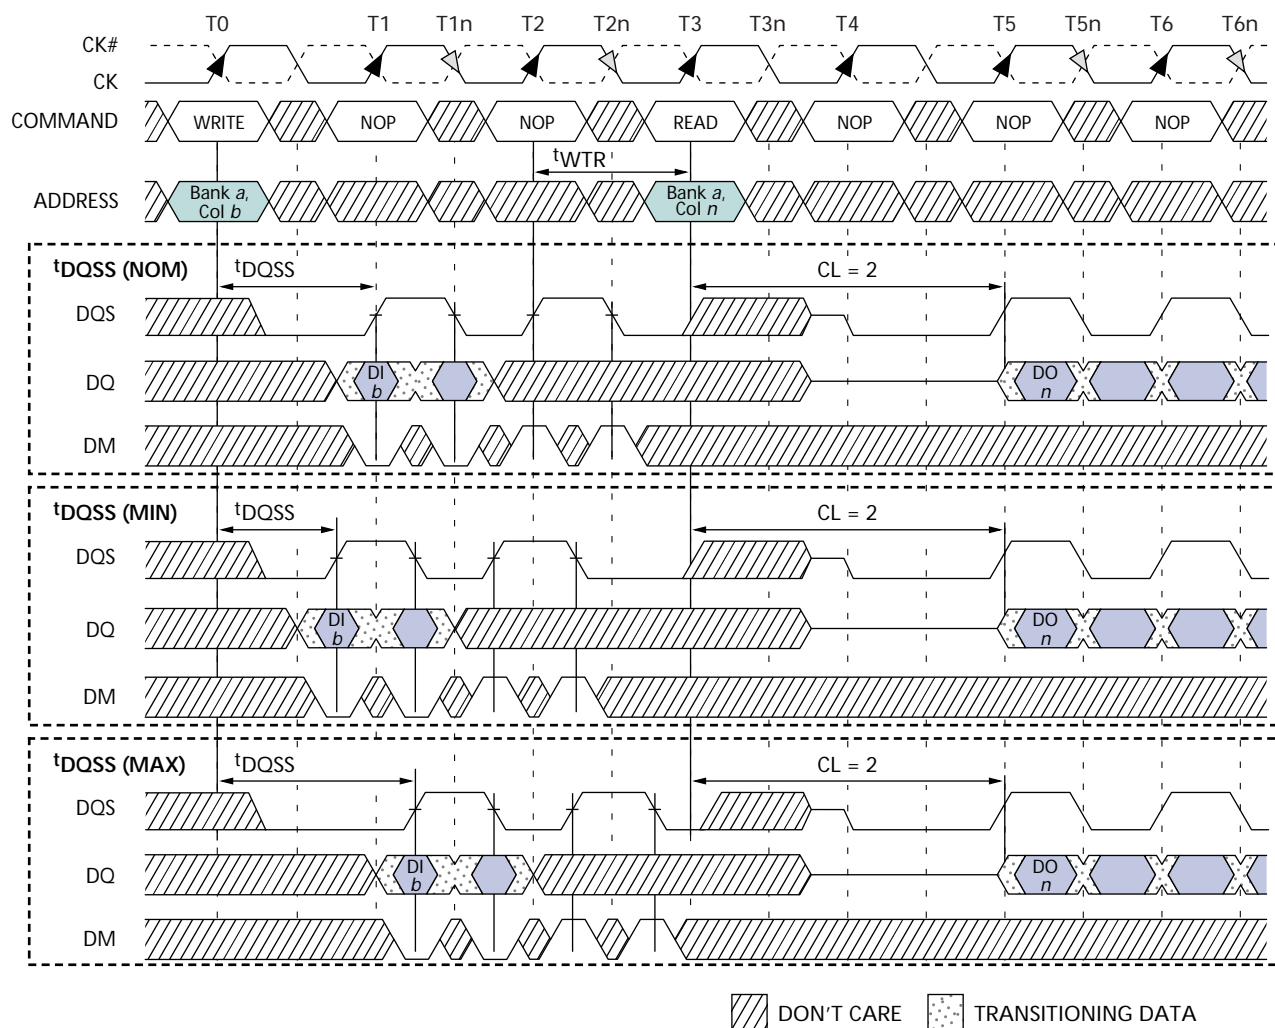 T0 T1 T1n T2 T2n T3 T3n T4 T5 T5n T6 T6n
CK#
CK
COMMAND WRITE NOP NOP READ NOP NOP NOP
tWTR
ADDRESS Bank a, Col b Bank a, Col n
tDQSS (NOM) tDQSS CL = 2
DQS
DQ DI b DO n
DM
tDQSS (MIN) tDQSS CL = 2
DQS
DQ DI b DO n
DM
tDQSS (MAX) tDQSS CL = 2
DQS
DQ DI b DO n
DM
DON'T CARE TRANSITIONING DATA